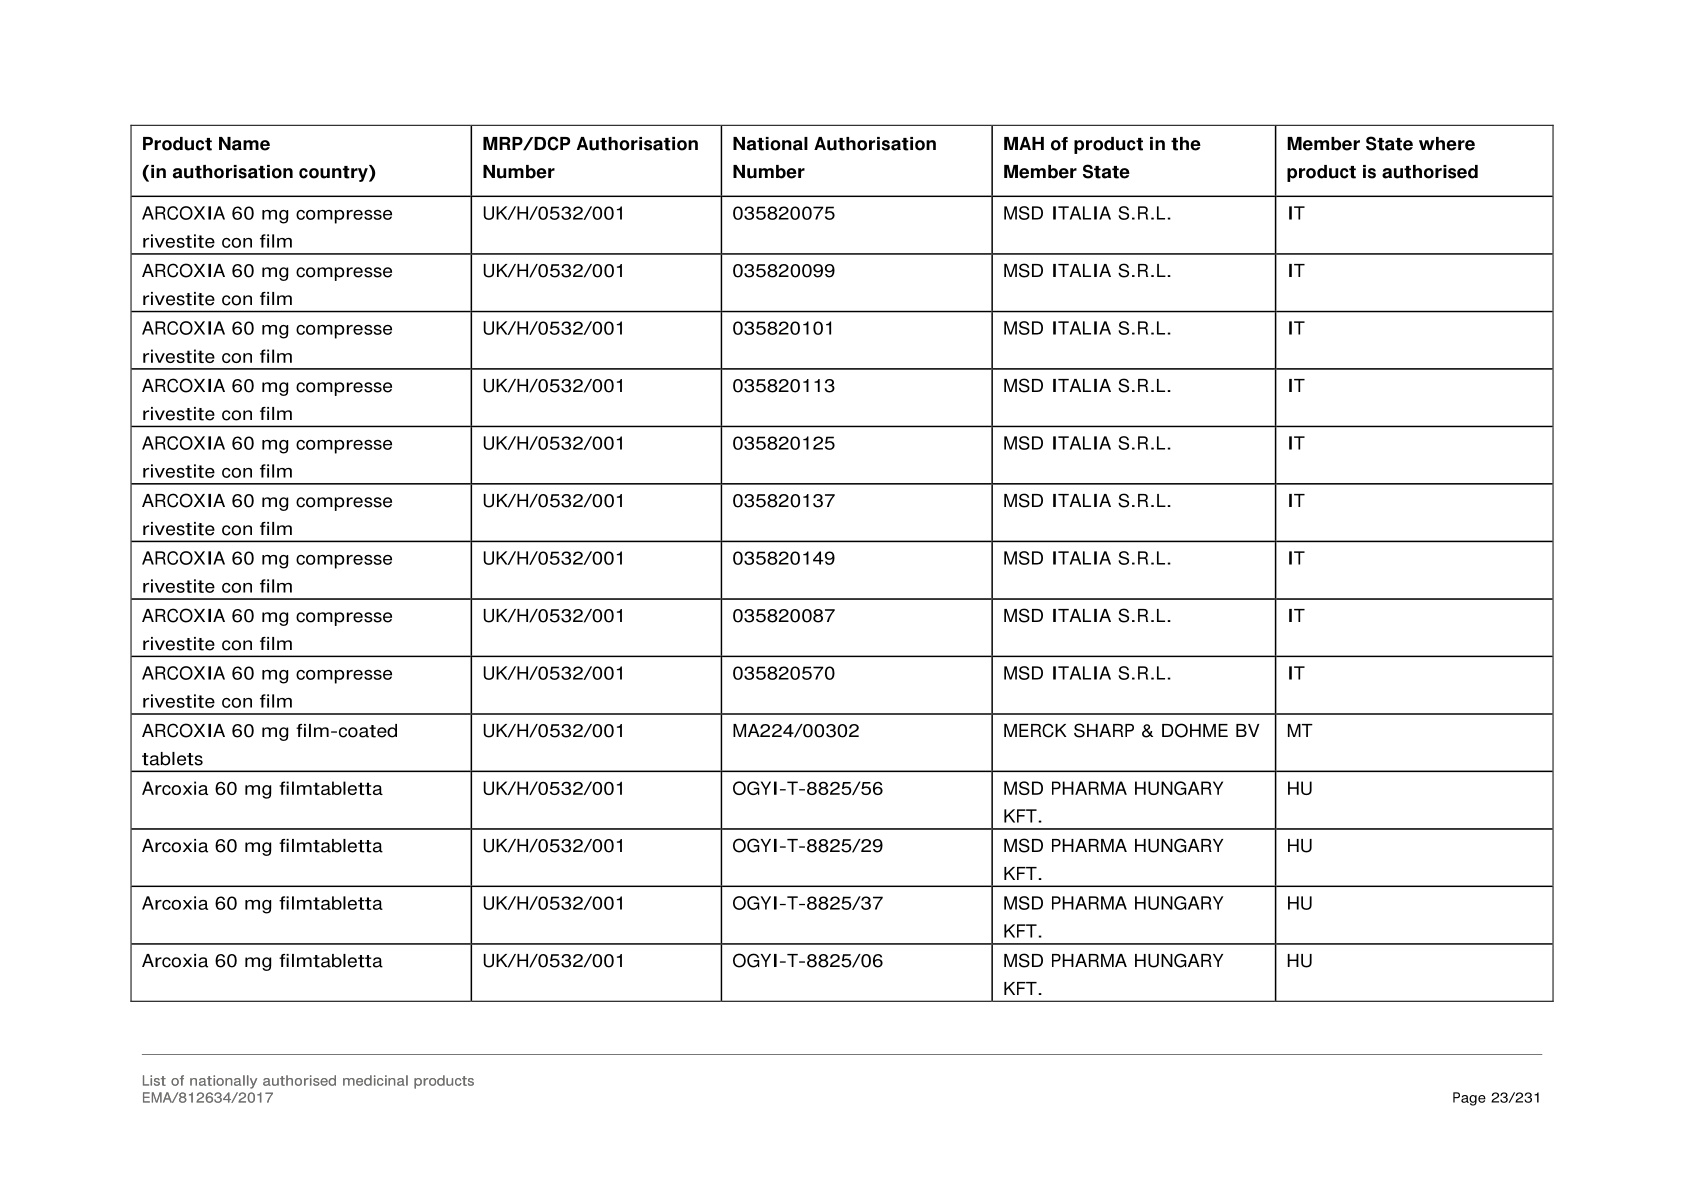 Product Name
(in authorisation country)
MRP/DCP Authorisation
Number
National Authorisation
Number
MAH of product in the
Member State
Member State where
product is authorised
ARCOXIA 60 mg compresse
rivestite con film
UK/H/0532/001
035820075
MSD ITALIA S.R.L.
IT
ARCOXIA 60 mg compresse
rivestite con film
UK/H/0532/001
035820099
MSD ITALIA S.R.L.
IT
ARCOXIA 60 mg compresse
rivestite con film
UK/H/0532/001
035820101
MSD ITALIA S.R.L.
IT
ARCOXIA 60 mg compresse
rivestite con film
UK/H/0532/001
035820113
MSD ITALIA S.R.L.
IT
ARCOXIA 60 mg compresse
rivestite con film
UK/H/0532/001
035820125
MSD ITALIA S.R.L.
IT
ARCOXIA 60 mg compresse
rivestite con film
UK/H/0532/001
035820137
MSD ITALIA S.R.L.
IT
ARCOXIA 60 mg compresse
rivestite con film
UK/H/0532/001
035820149
MSD ITALIA S.R.L.
IT
ARCOXIA 60 mg compresse
rivestite con film
UK/H/0532/001
035820087
MSD ITALIA S.R.L.
IT
ARCOXIA 60 mg compresse
rivestite con film
UK/H/0532/001
035820570
MSD ITALIA S.R.L.
IT
ARCOXIA 60 mg film-coated
tablets
UK/H/0532/001
MA224/00302
MERCK SHARP & DOHME BV
MT
Arcoxia 60 mg filmtabletta
UK/H/0532/001
OGYI-T-8825/56
MSD PHARMA HUNGARY
KFT.
HU
Arcoxia 60 mg filmtabletta
UK/H/0532/001
OGYI-T-8825/29
MSD PHARMA HUNGARY
KFT.
HU
Arcoxia 60 mg filmtabletta
UK/H/0532/001
OGYI-T-8825/37
MSD PHARMA HUNGARY
KFT.
HU
Arcoxia 60 mg filmtabletta
UK/H/0532/001
OGYI-T-8825/06
MSD PHARMA HUNGARY
KFT.
HU
List of nationally authorised medicinal products
EMA/812634/2017
Page 23/231